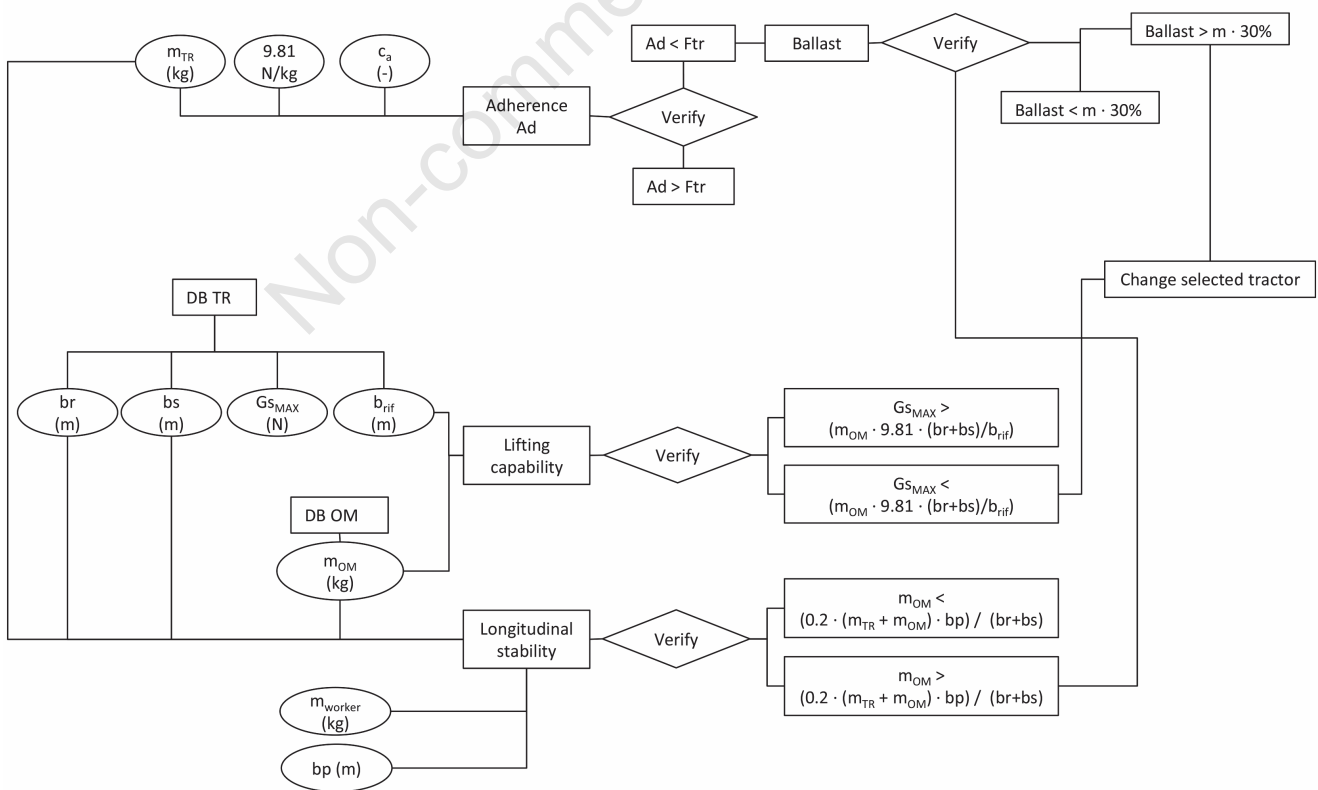 m_TR
(kg)
9.81
N/kg
c_a
(-)
Adherence
Ad
Ad < Ftr
Verify
Ad > Ftr
Ballast
Verify
Ballast > m · 30%
Ballast < m · 30%
Change selected tractor
Non-comme
DB TR
br
(m)
bs
(m)
Gs_MAX
(N)
b_rif
(m)
Lifting
capability
Verify
Gs_MAX >
(m_OM · 9.81 · (br+bs)/b_rif)
Gs_MAX <
(m_OM · 9.81 · (br+bs)/b_rif)
DB OM
m_OM
(kg)
Longitudinal
stability
Verify
m_OM <
(0.2 · (m_TR + m_OM) · bp) / (br+bs)
m_OM >
(0.2 · (m_TR + m_OM) · bp) / (br+bs)
m_worker
(kg)
bp (m)